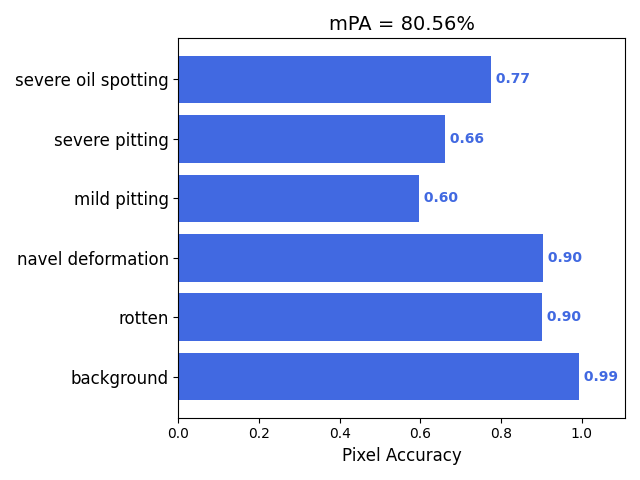 mPA = 80.56%
severe oil spotting 0.77
severe pitting 0.66
mild pitting 0.60
navel deformation 0.90
rotten 0.90
background 0.99
0.0 0.2 0.4 0.6 0.8 1.0
Pixel Accuracy